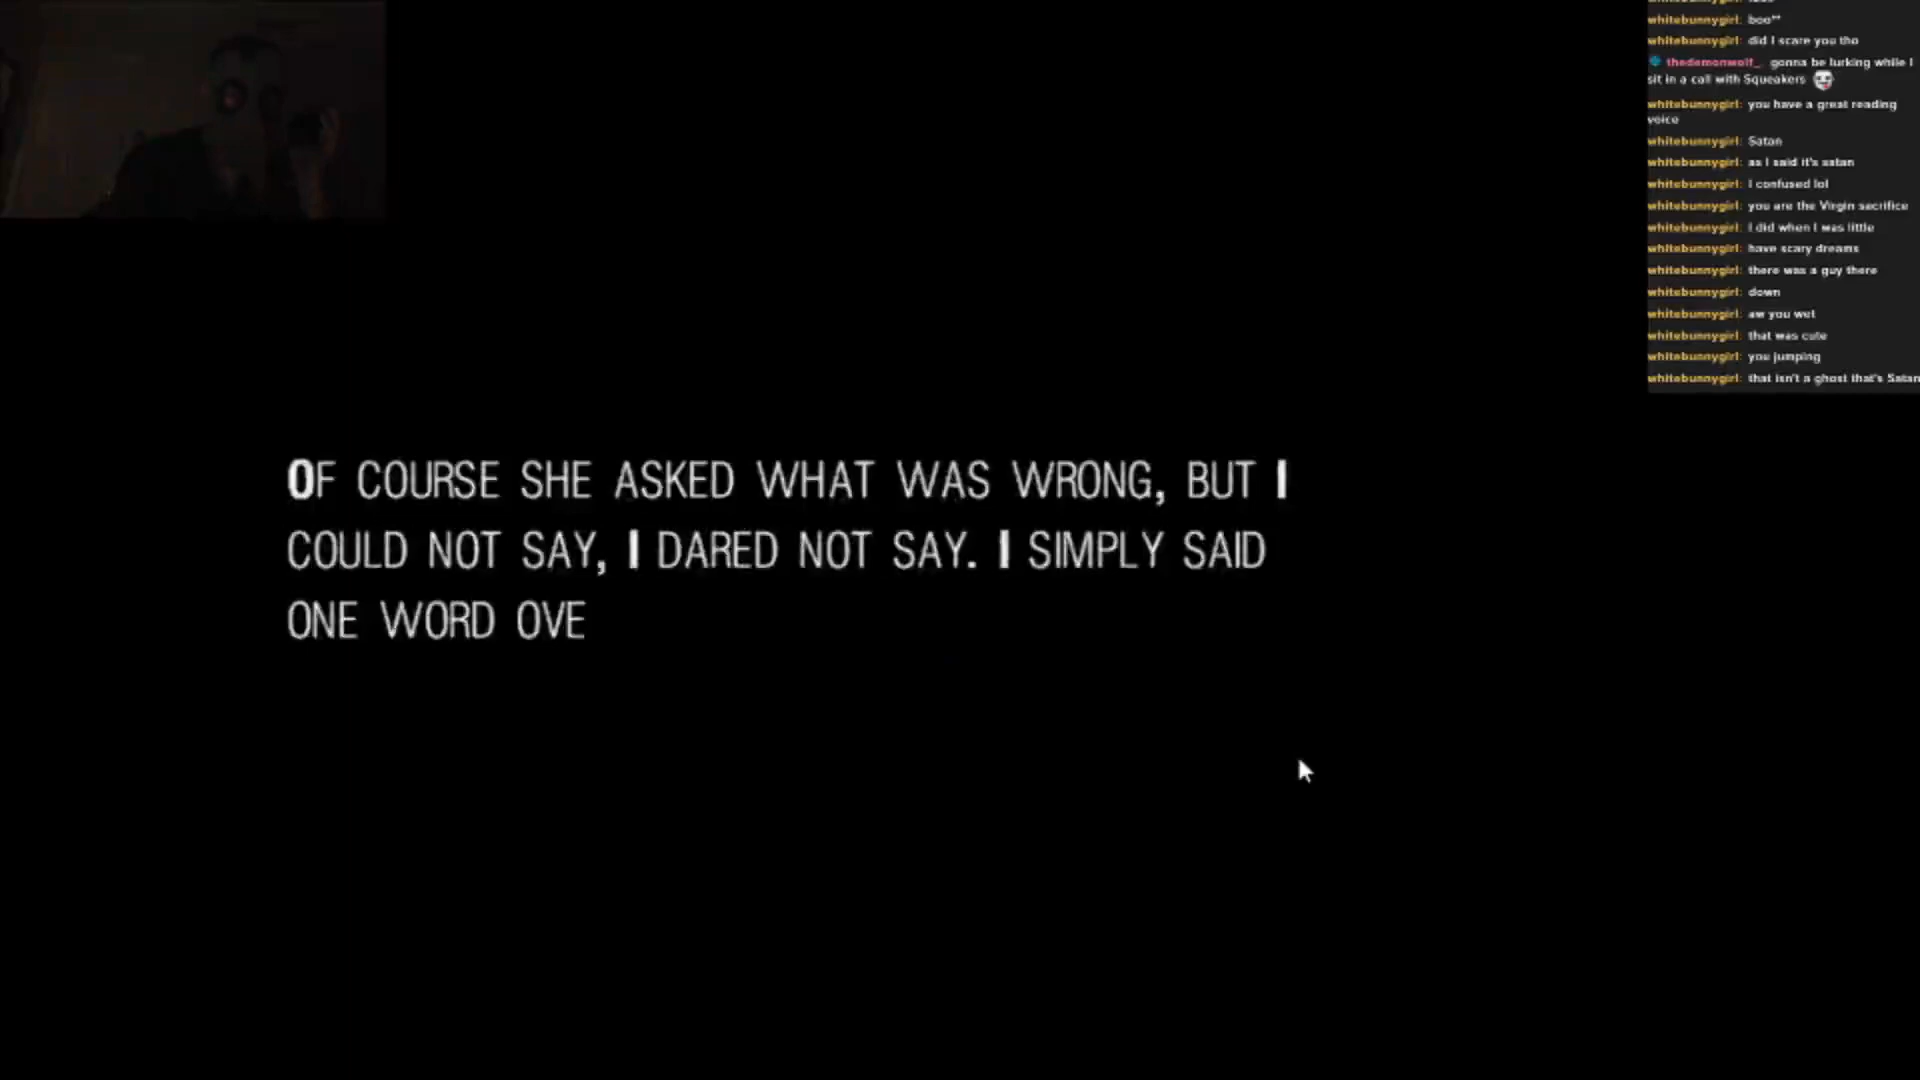 whitebunnygirl: boo**
whitebunnygirl: did I scare you tho
thedemonwolf_: gonna be lurking while I
sit in a call with Squeakers
whitebunnygirl: you have a great reading
voice
whitebunnygirl: Satan
whitebunnygirl: as I said it's satan
whitebunnygirl: I confused lol
whitebunnygirl: you are the Virgin sacrifice
whitebunnygirl: I did when I was little
whitebunnygirl: have scary dreams
whitebunnygirl: there was a guy there
whitebunnygirl: down
whitebunnygirl: aw you wet
whitebunnygirl: that was cute
whitebunnygirl: you jumping
whitebunnygirl: that isn't a ghost that's Satan
OF COURSE SHE ASKED WHAT WAS WRONG, BUT I
COULD NOT SAY, I DARED NOT SAY. I SIMPLY SAID
ONE WORD OVE